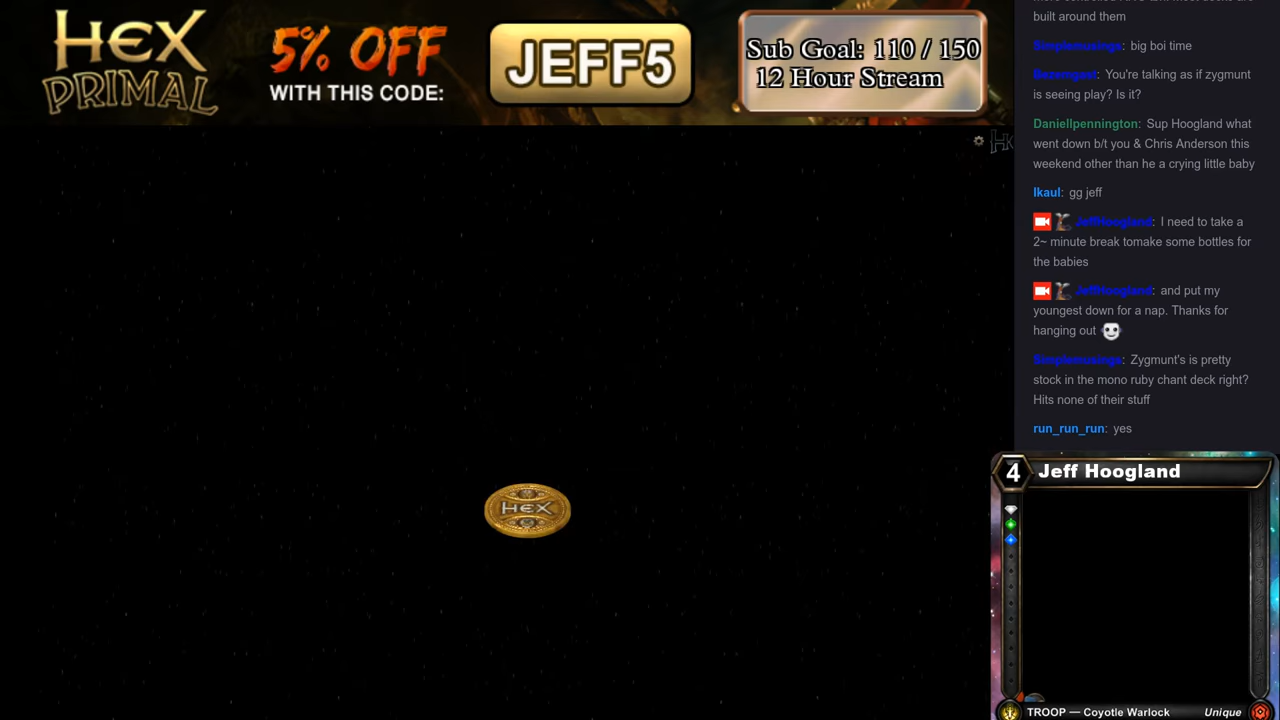 HEX
PRIMAL
5% OFF
WITH THIS CODE:
JEFF5
Sub Goal: 110 / 150
12 Hour Stream
built around them
Simplemusings: big boi time
You're talking as if zygmunt
is seeing play? Is it?
Daniellpennington: Sup Hoogland what
went down b/t you & Chris Anderson this
weekend other than he a crying little baby
Ikaul: gg jeff
JeffHoogland: I need to take a
2~ minute break tomake some bottles for
the babies
JeffHoogland: and put my
youngest down for a nap. Thanks for
hanging out
Simplemusings: Zygmunt's is pretty
stock in the mono ruby chant deck right?
Hits none of their stuff
run_run_run: yes
HEX
4 Jeff Hoogland
TROOP — Coyotle Warlock Unique